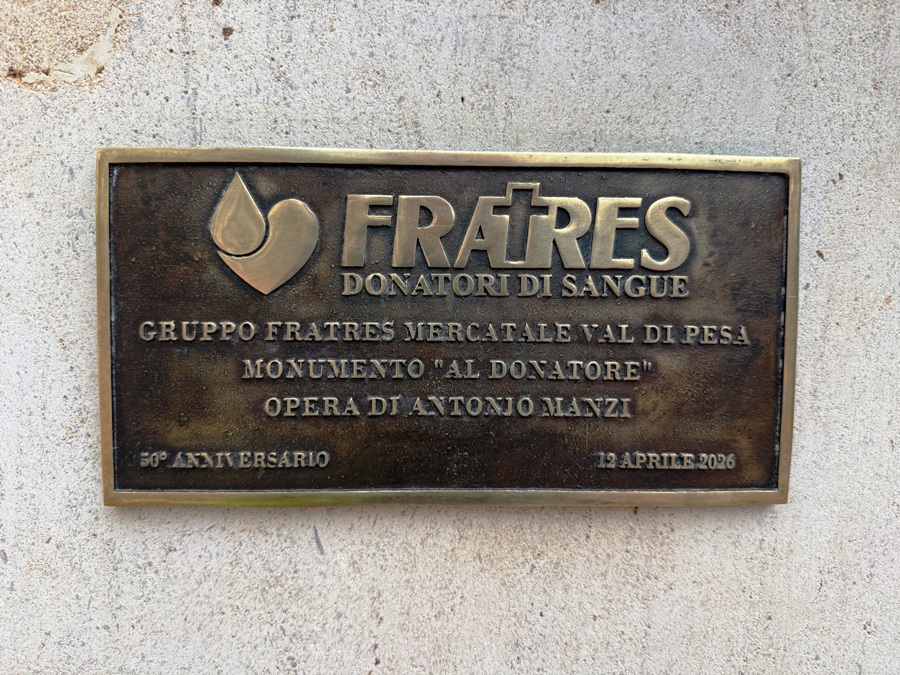 FRATRES
DONATORI DI SANGUE
GRUPPO FRATRES MERCATALE VAL DI PESA
MONUMENTO "AL DONATORE"
OPERA DI ANTONJO MANZI
50° ANNIVERSARIO
12 APRILE 2026